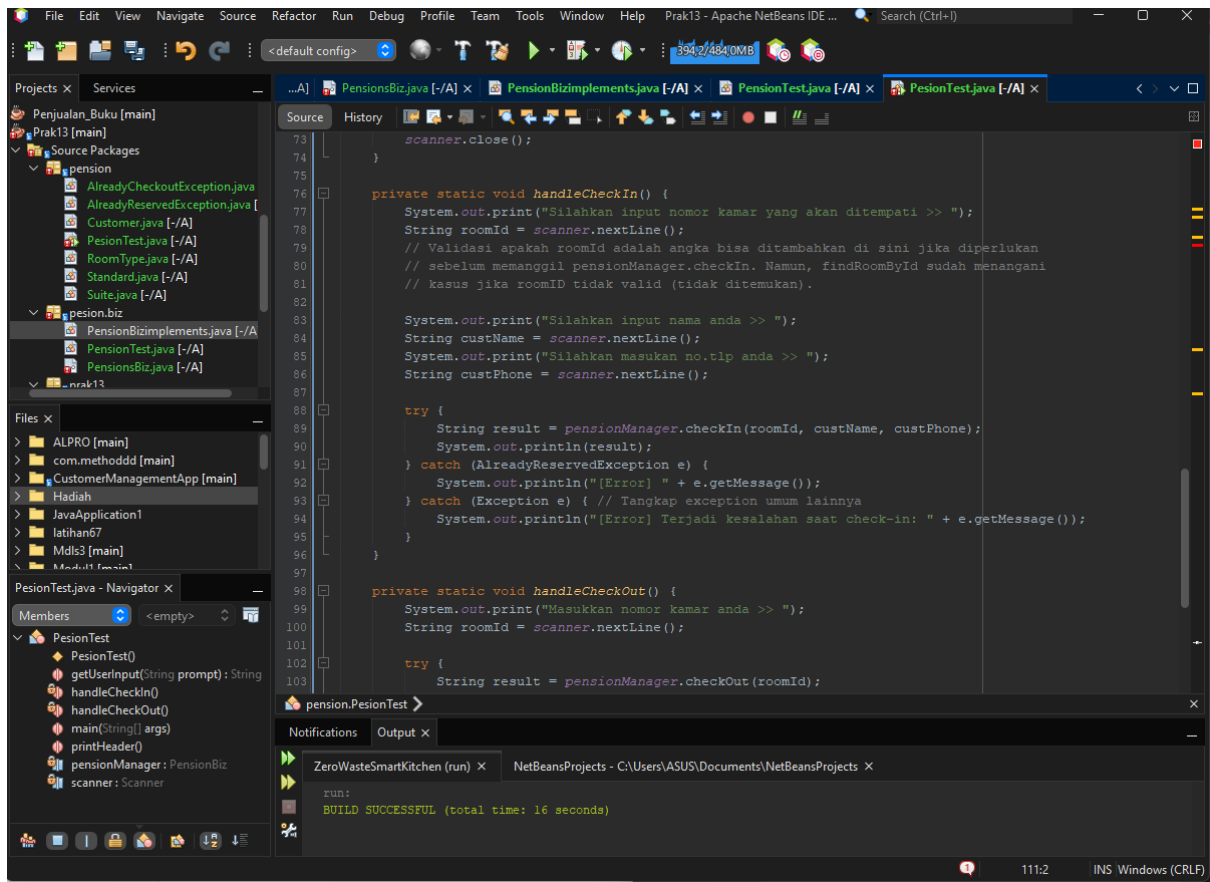 File Edit View Navigate Source Refactor Run Debug Profile Team Tools Window Help Prak13 - Apache NetBeans IDE ... Search (Ctrl+I)
<default config> 394,2/484,0MB
Projects Services
Penjualan_Buku [main]
Prak13 [main]
Source Packages
pension
AlreadyCheckoutException.java
AlreadyReservedException.java [
Customer.java [-/A]
PesionTest.java [-/A]
RoomType.java [-/A]
Standard.java [-/A]
Suite.java [-/A]
pesion.biz
PensionBizimplements.java [-/A
PensionTest.java [-/A]
PensionsBiz.java [-/A]
prak13
Files
ALPRO [main]
com.methoddd [main]
CustomerManagementApp [main]
Hadiah
JavaApplication1
latihan67
Mdls3 [main]
Modul1 [main]
PesionTest.java - Navigator
Members <empty>
PesionTest
PesionTest()
getUserInput(String prompt) : String
handleCheckIn()
handleCheckOut()
main(String[] args)
printHeader()
pensionManager : PensionBiz
scanner : Scanner
...A] PensionsBiz.java [-/A] PensionBizimplements.java [-/A] PensionTest.java [-/A] PesionTest.java [-/A]
Source History
73 scanner.close();
74 }
75
76 private static void handleCheckIn() {
77 System.out.print("Silahkan input nomor kamar yang akan ditempati >> ");
78 String roomId = scanner.nextLine();
79 // Validasi apakah roomId adalah angka bisa ditambahkan di sini jika diperlukan
80 // sebelum memanggil pensionManager.checkIn. Namun, findRoomById sudah menangani
81 // kasus jika roomID tidak valid (tidak ditemukan).
82
83 System.out.print("Silahkan input nama anda >> ");
84 String custName = scanner.nextLine();
85 System.out.print("Silahkan masukan no.tlp anda >> ");
86 String custPhone = scanner.nextLine();
87
88 try {
89 String result = pensionManager.checkIn(roomId, custName, custPhone);
90 System.out.println(result);
91 } catch (AlreadyReservedException e) {
92 System.out.println("[Error] " + e.getMessage());
93 } catch (Exception e) { // Tangkap exception umum lainnya
94 System.out.println("[Error] Terjadi kesalahan saat check-in: " + e.getMessage());
95 }
96 }
97
98 private static void handleCheckOut() {
99 System.out.print("Masukkan nomor kamar anda >> ");
100 String roomId = scanner.nextLine();
101
102 try {
103 String result = pensionManager.checkOut(roomId);
pension.PesionTest
Notifications Output
ZeroWasteSmartKitchen (run) NetBeansProjects - C:\Users\ASUS\Documents\NetBeansProjects
run:
BUILD SUCCESSFUL (total time: 16 seconds)
1 111:2 INS Windows (CRLF)